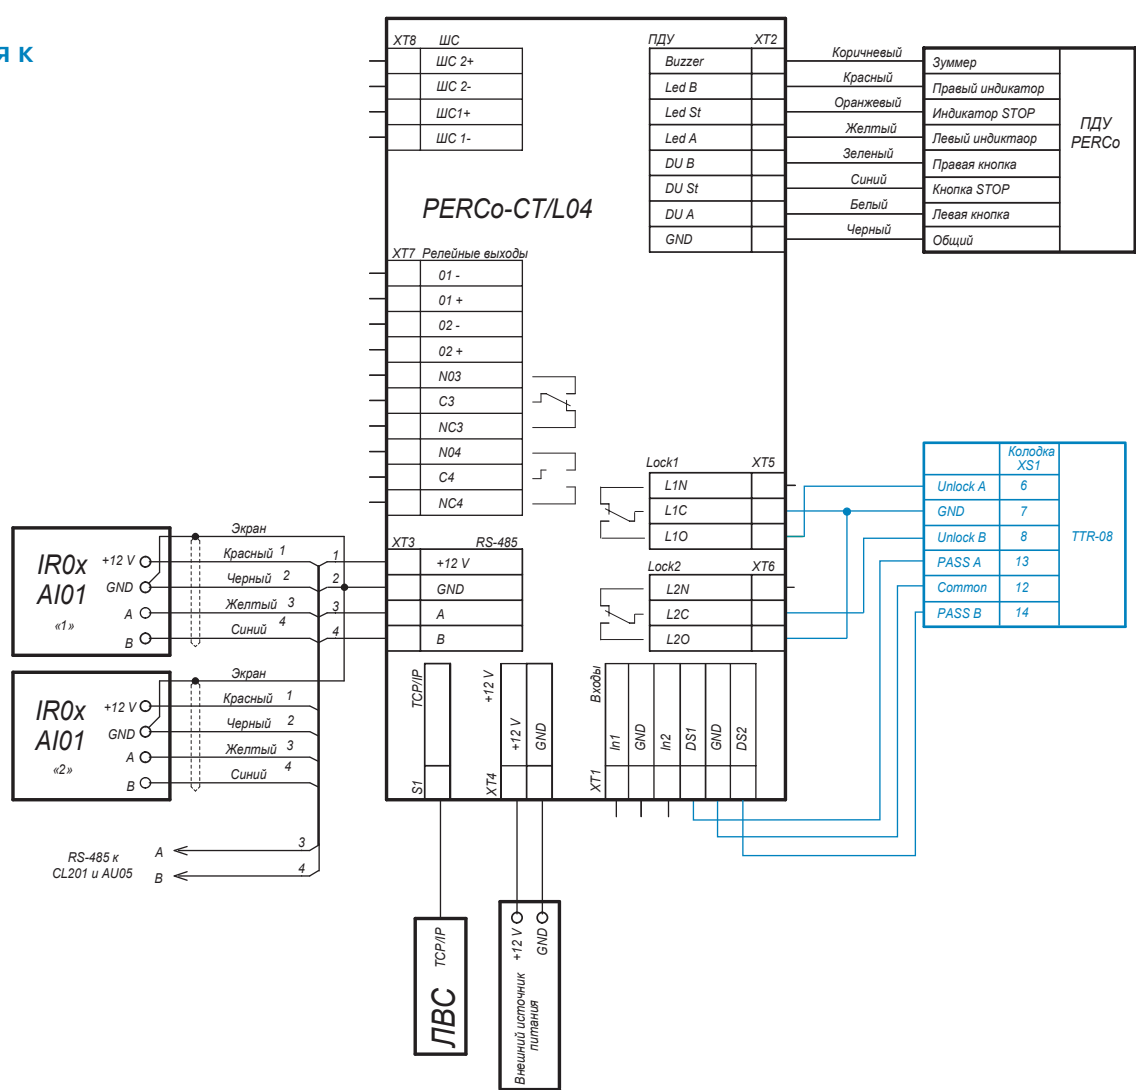 я к
XT8 ШС
ШС 2+
ШС 2-
ШС1+
ШС 1-
ПДУ XT2
Buzzer
Led B
Led St
Led A
DU B
DU St
DU A
GND
Коричневый
Красный
Оранжевый
Желтый
Зеленый
Синий
Белый
Черный
Зуммер
Правый индикатор
Индикатор STOP
Левый индиктаор
Правая кнопка
Кнопка STOP
Левая кнопка
Общий
ПДУ
PERCo
PERCo-CT/L04
XT7 Релейные выходы
01 -
01 +
02 -
02 +
N03
C3
NC3
N04
C4
NC4
Lock1 XT5
L1N
L1C
L1O
Lock2 XT6
L2N
L2C
L2O
Колодка
XS1
Unlock A 6
GND 7
Unlock B 8
PASS A 13
Common 12
PASS B 14
TTR-08
XT3 RS-485
+12 V
GND
A
B
IR0x
AI01
«1»
+12 V
GND
A
B
Экран
Красный 1 1
Черный 2 2
Желтый 3 3
Синий 4 4
IR0x
AI01
«2»
+12 V
GND
A
B
Экран
Красный 1
Черный 2
Желтый 3
Синий 4
RS-485 к
CL201 и AU05
A 3
B 4
S1 TCP/IP
XT4 +12 V
+12 V
GND
XT1 Входы
In1
GND
In2
DS1
GND
DS2
ЛВС TCP/IP
Внешний источник
питания
+12 V
GND